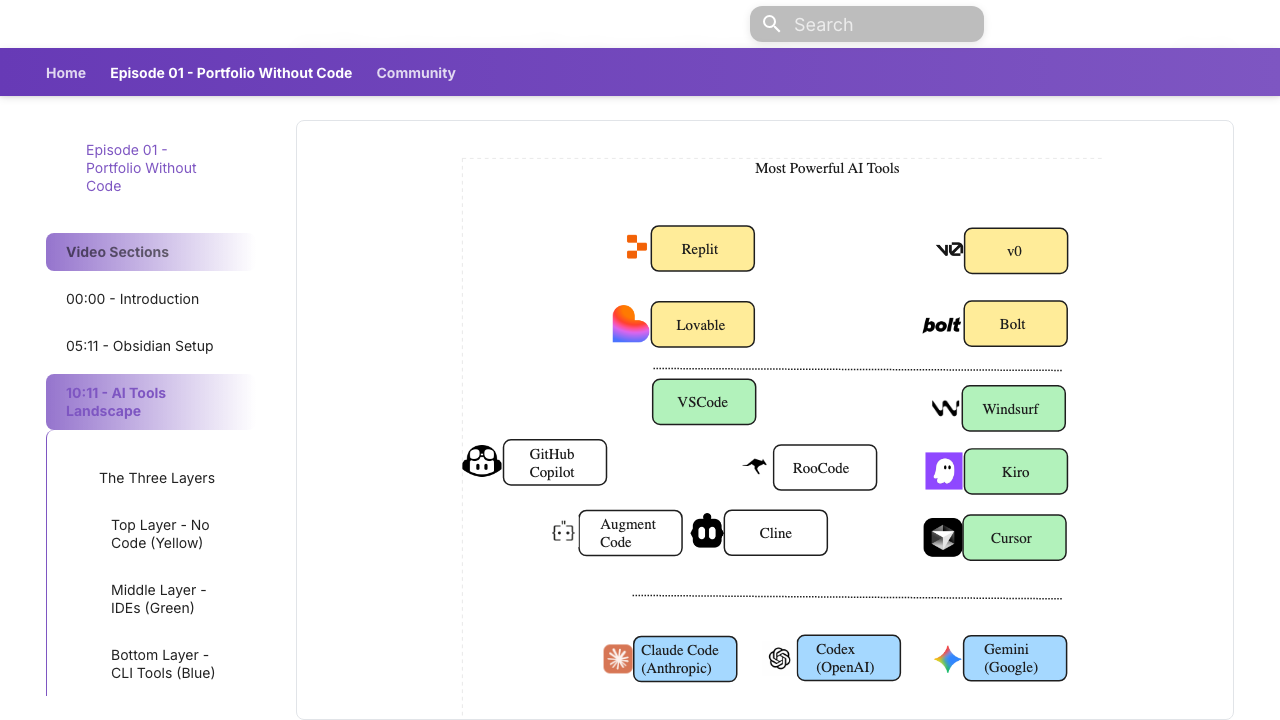 Search
Home
Episode 01 - Portfolio Without Code
Community
Episode 01 -
Portfolio Without
Code
Video Sections
00:00 - Introduction
05:11 - Obsidian Setup
10:11 - AI Tools
Landscape
The Three Layers
Top Layer - No
Code (Yellow)
Middle Layer -
IDEs (Green)
Bottom Layer -
CLI Tools (Blue)
Most Powerful AI Tools
Replit
v0
v0
Lovable
bolt
Bolt
VSCode
Windsurf
GitHub
Copilot
RooCode
Kiro
Augment
Code
Cline
Cursor
Claude Code
(Anthropic)
Codex
(OpenAI)
Gemini
(Google)